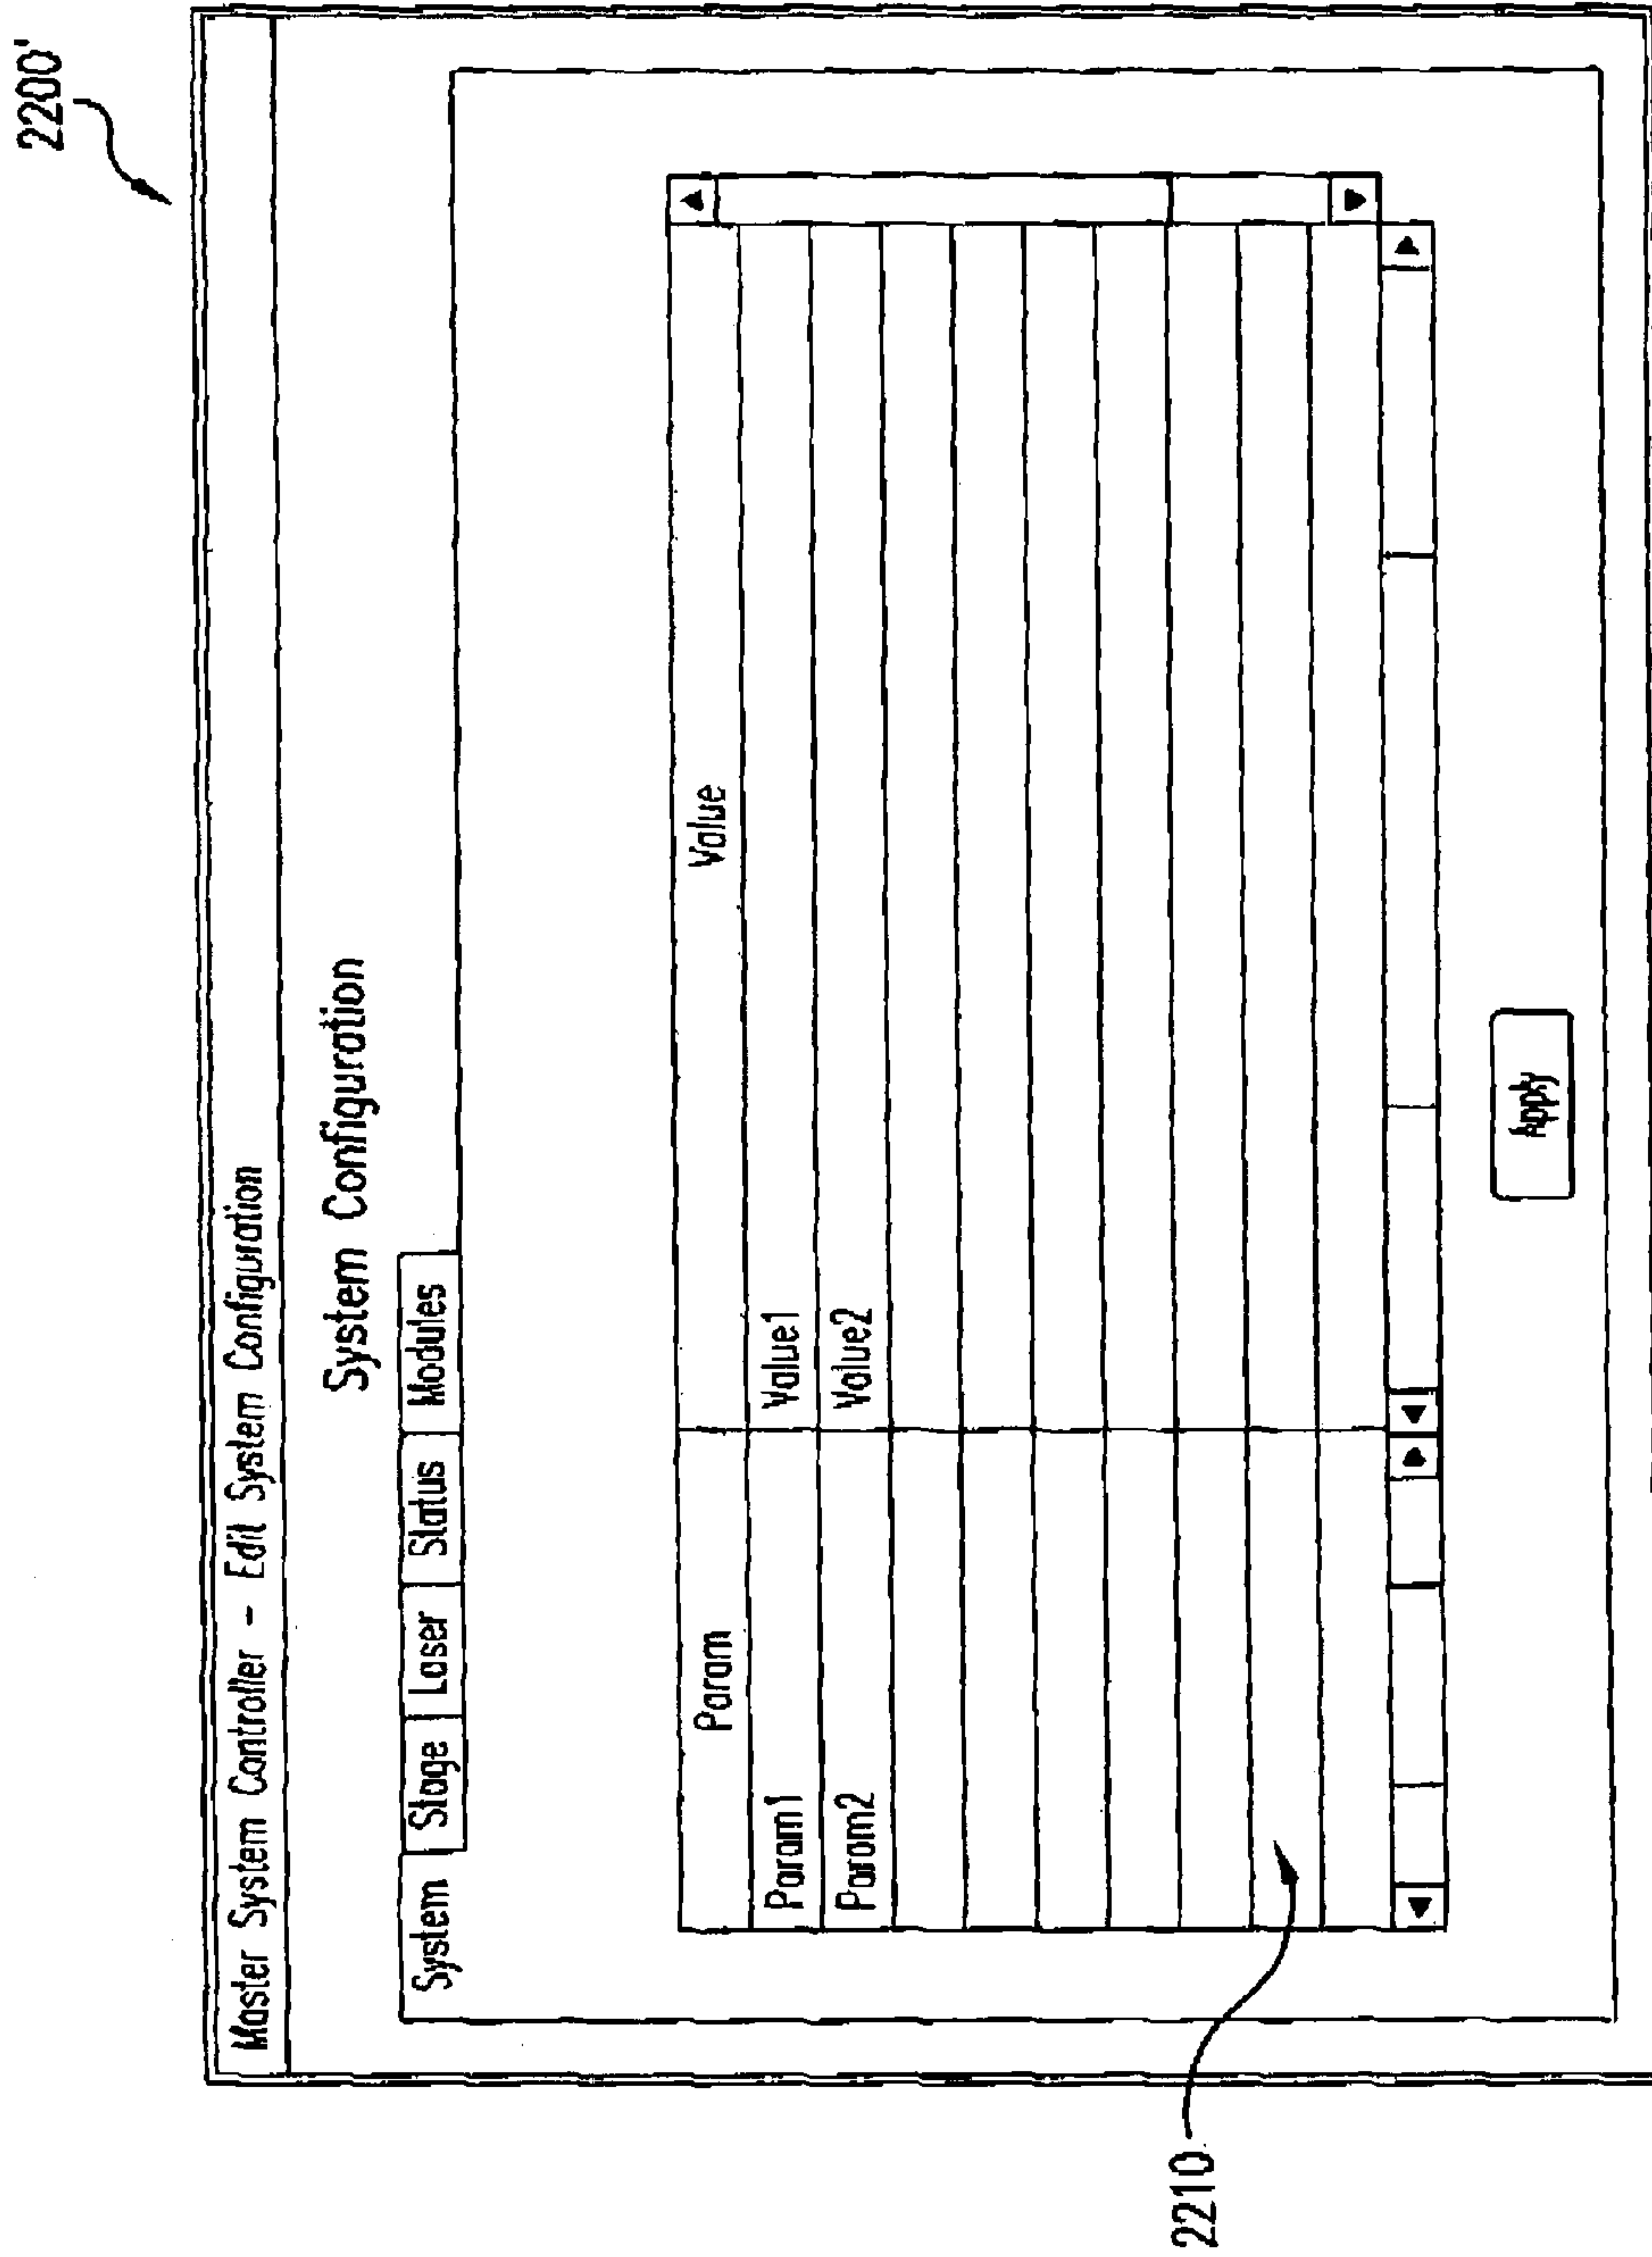 2200'
Master System Controller - Edit System Configuration
System Configuration
System Stage Laser Status Modules
Param Value
Param1 Value1
Param2 Value2
Apply
2210